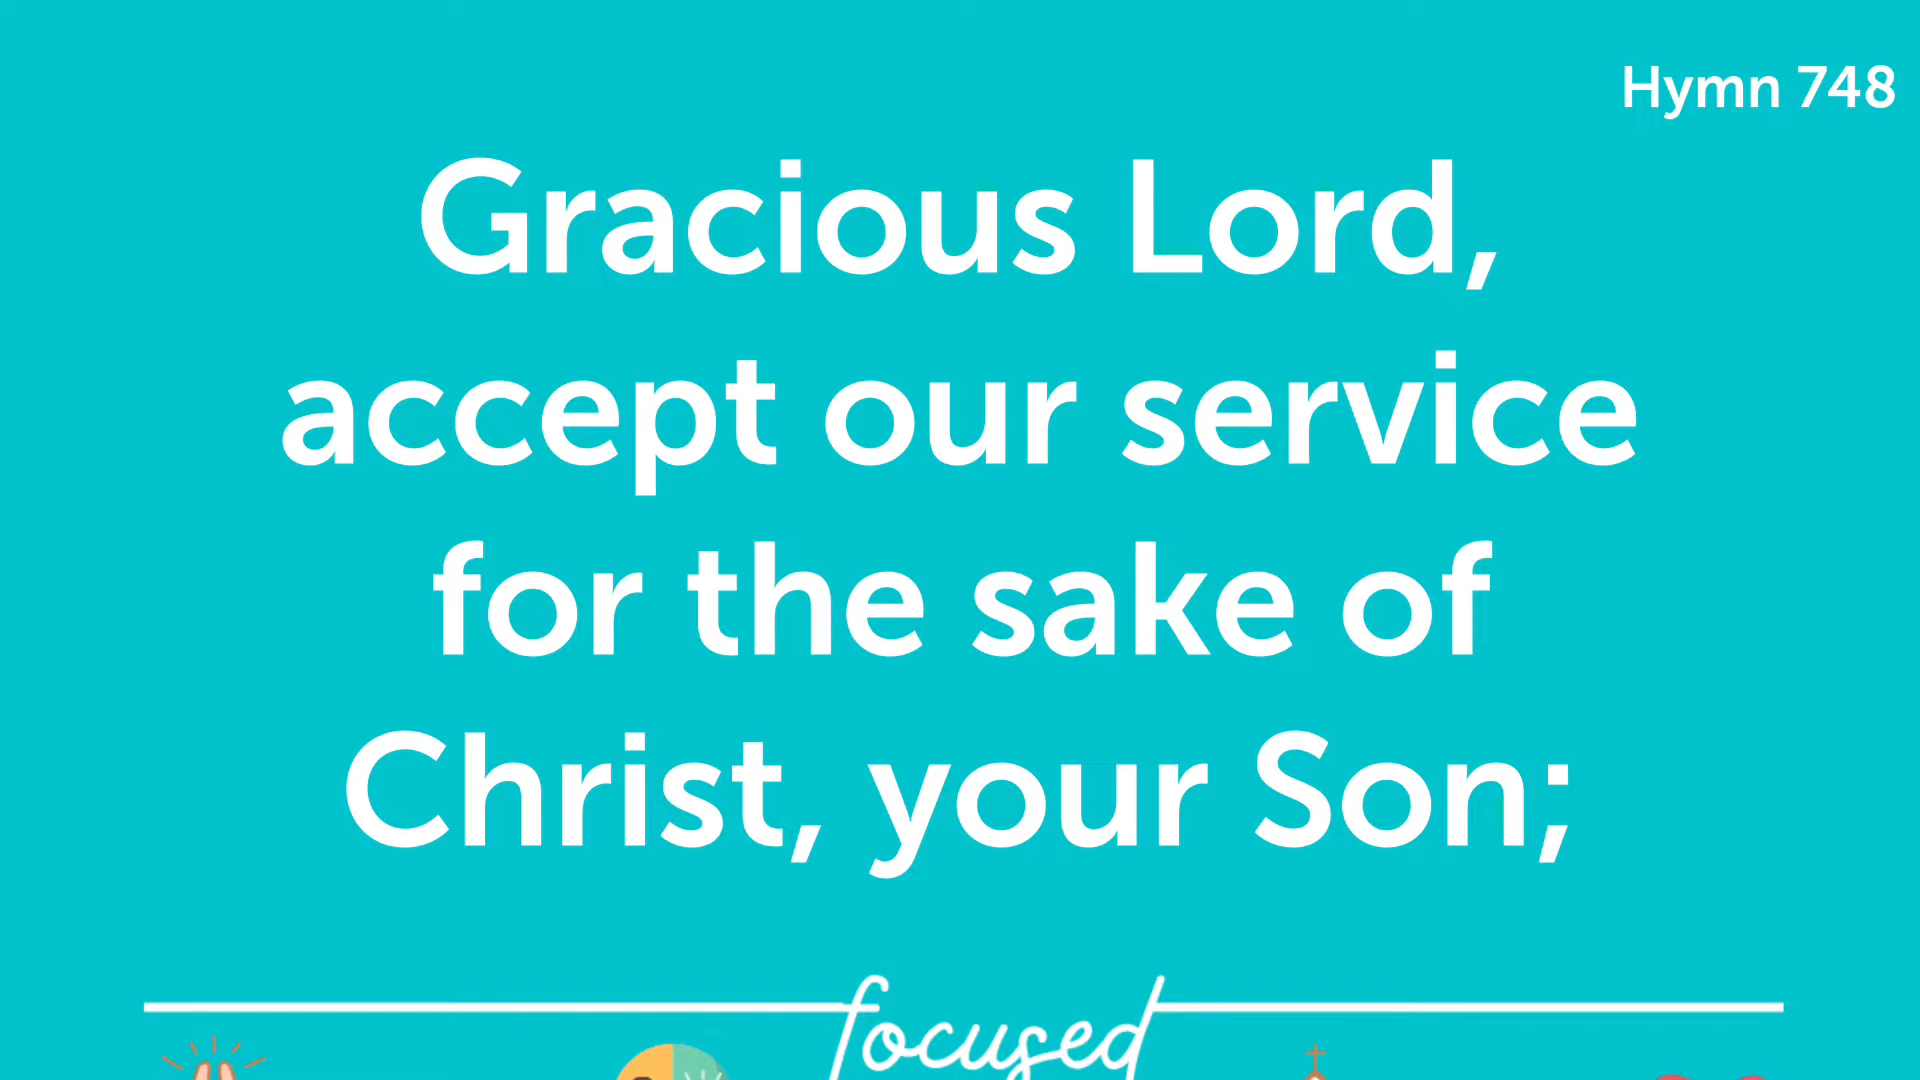 Hymn 748
Gracious Lord,
accept our service
for the sake of
Christ, your Son;
focused